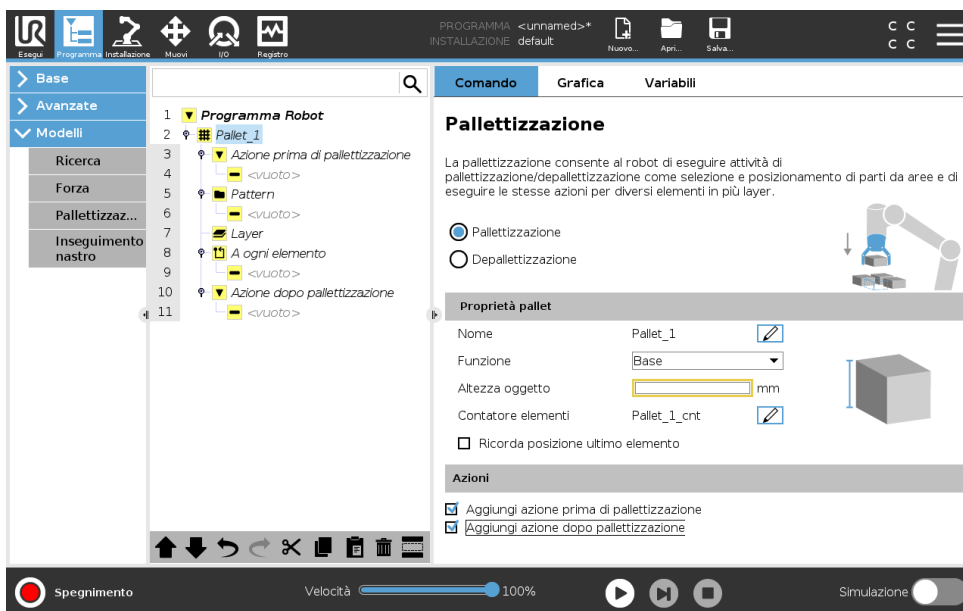 UR
PROGRAMMA <unnamed>*
INSTALLAZIONE default
Esegui Programma Installazione Muovi I/O Registro
Nuovo... Apri... Salva...
C C
C C
Base
Avanzate
Modelli
Ricerca
Forza
Pallettizzaz...
Inseguimento
nastro
1 Programma Robot
2 Pallet_1
3 Azione prima di pallettizzazione
4 <vuoto>
5 Pattern
6 <vuoto>
7 Layer
8 A ogni elemento
9 <vuoto>
10 Azione dopo pallettizzazione
11 <vuoto>
Comando Grafica Variabili
Pallettizzazione
La pallettizzazione consente al robot di eseguire attività di
pallettizzazione/depallettizzazione come selezione e posizionamento di parti da aree e di
eseguire le stesse azioni per diversi elementi in più layer.
Pallettizzazione
Depallettizzazione
Proprietà pallet
Nome Pallet_1
Funzione Base
Altezza oggetto mm
Contatore elementi Pallet_1_cnt
Ricorda posizione ultimo elemento
Azioni
Aggiungi azione prima di pallettizzazione
Aggiungi azione dopo pallettizzazione
Spegnimento
Velocità 100%
Simulazione